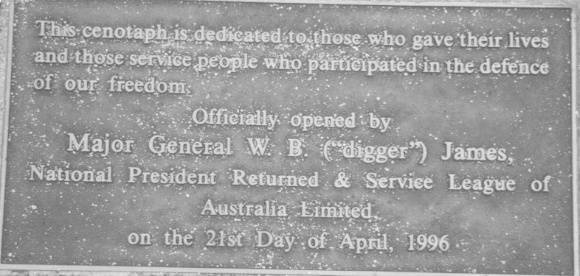 This cenotaph is dedicated to those who gave their lives
and those service people who participated in the defence
of our freedom.
Officially opened by
Major General W. B. ("digger") James,
National President Returned & Service League of
Australia Limited,
on the 21st Day of April, 1996